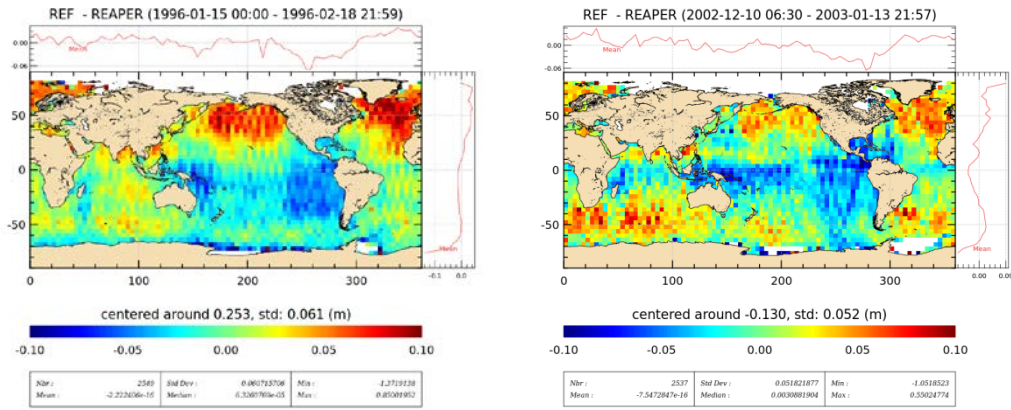 REF - REAPER (1996-01-15 00:00 - 1996-02-18 21:59)
0.00
-0.06
Mean
50
0
-50
0 100 200 300
Mean
-0.1 0.0
centered around 0.253, std: 0.061 (m)
-0.10 -0.05 0.00 0.05 0.10
Nbr : 2549 Std Dev : 0.060715706 Min : -1.3719138
Mean : -2.222406e-16 Median : Max : 0.85081952
REF - REAPER (2002-12-10 06:30 - 2003-01-13 21:57)
0.00
-0.06
Mean
50
0
-50
0 100 200 300
Mean
0.00
centered around -0.130, std: 0.052 (m)
-0.10 -0.05 0.00 0.05 0.10
Nbr : 2537 Std Dev : 0.051821877 Min : -1.0518523
Mean : -7.5472847e-16 Median : 0.0030881904 Max : 0.55024774